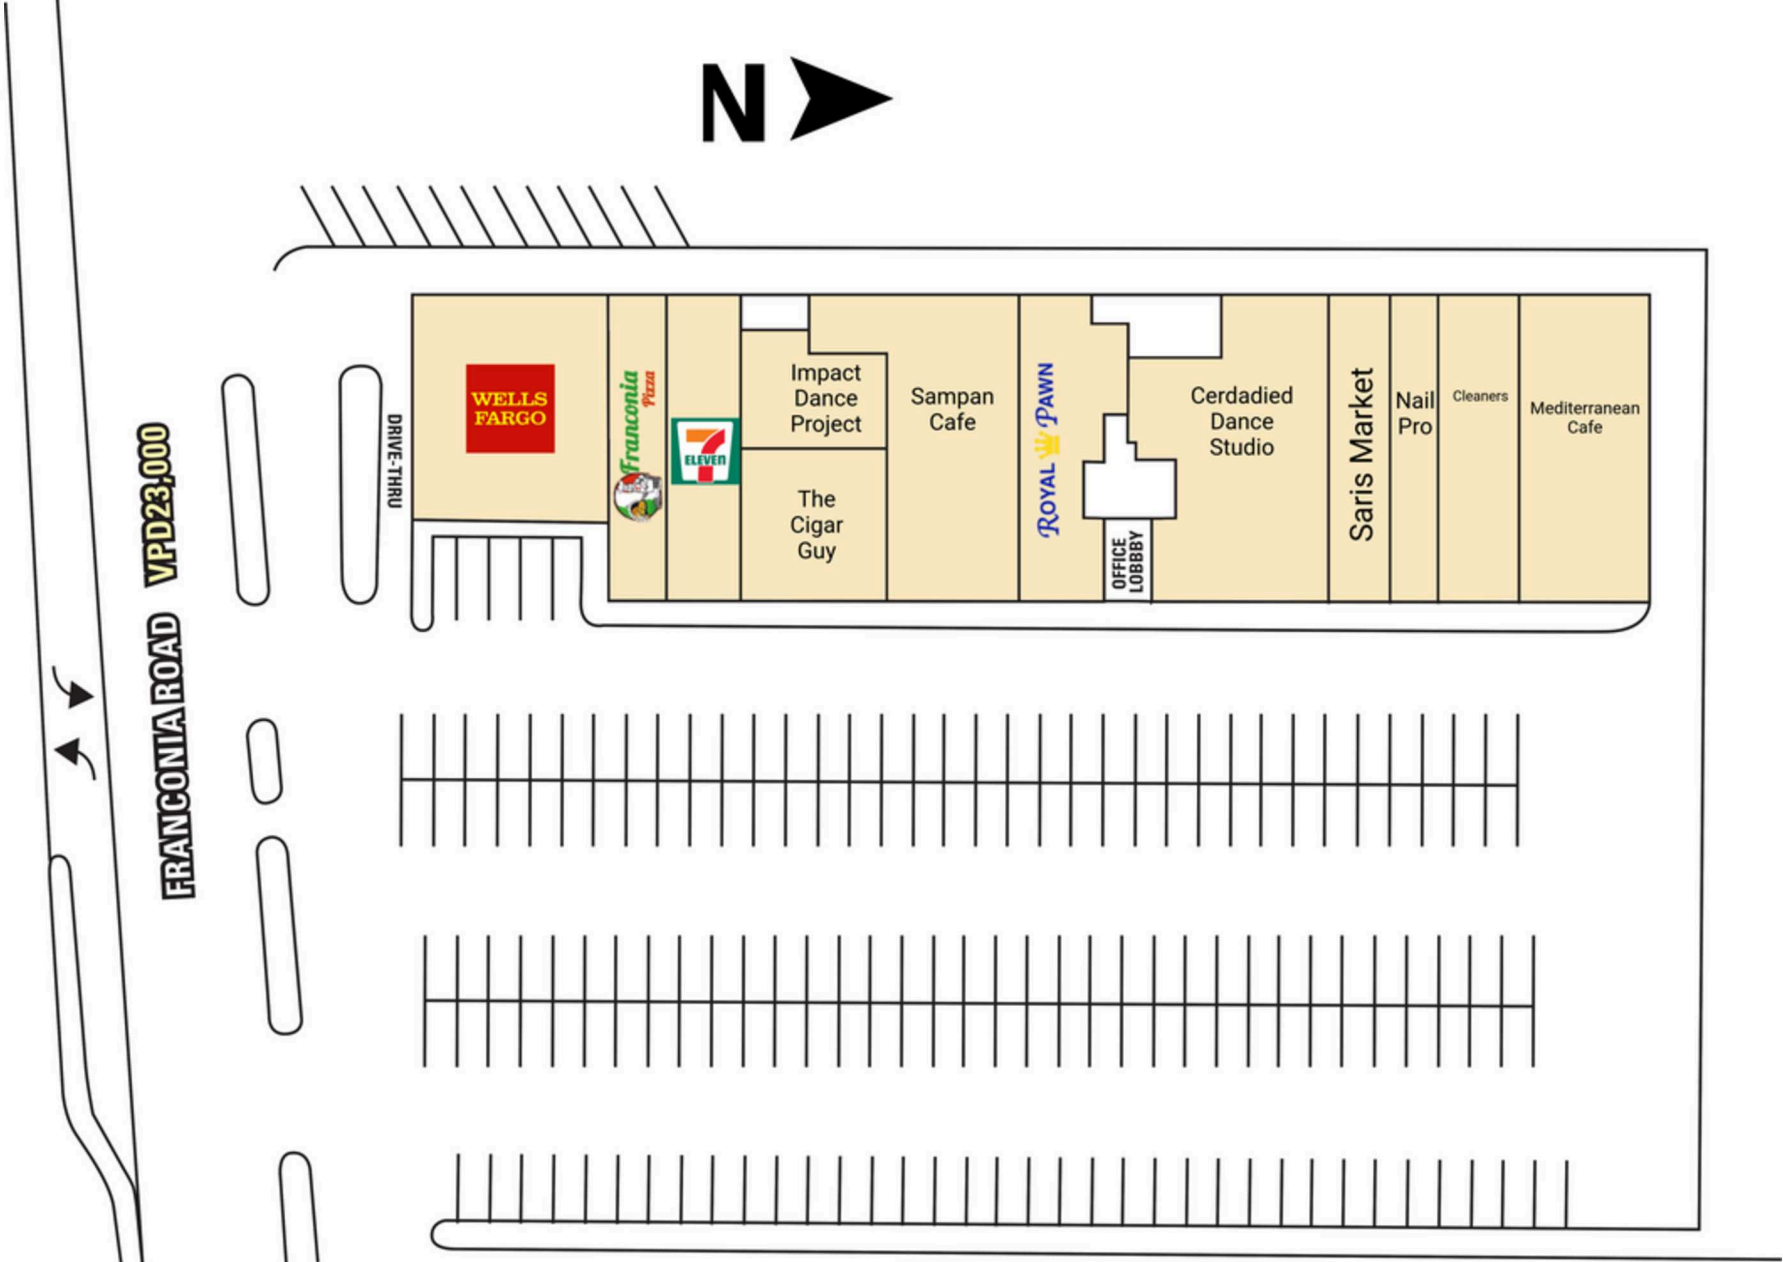 N
DRIVE-THRU
WELLS
FARGO
Franconia
Pizza
7
ELEVEN
Impact
Dance
Project
The
Cigar
Guy
Sampan
Cafe
ROYAL PAWN
OFFICE
LOBBBY
Cerdadied
Dance
Studio
Saris Market
Nail
Pro
Cleaners
Mediterranean
Cafe
FRANCONIA ROAD VPD23,000